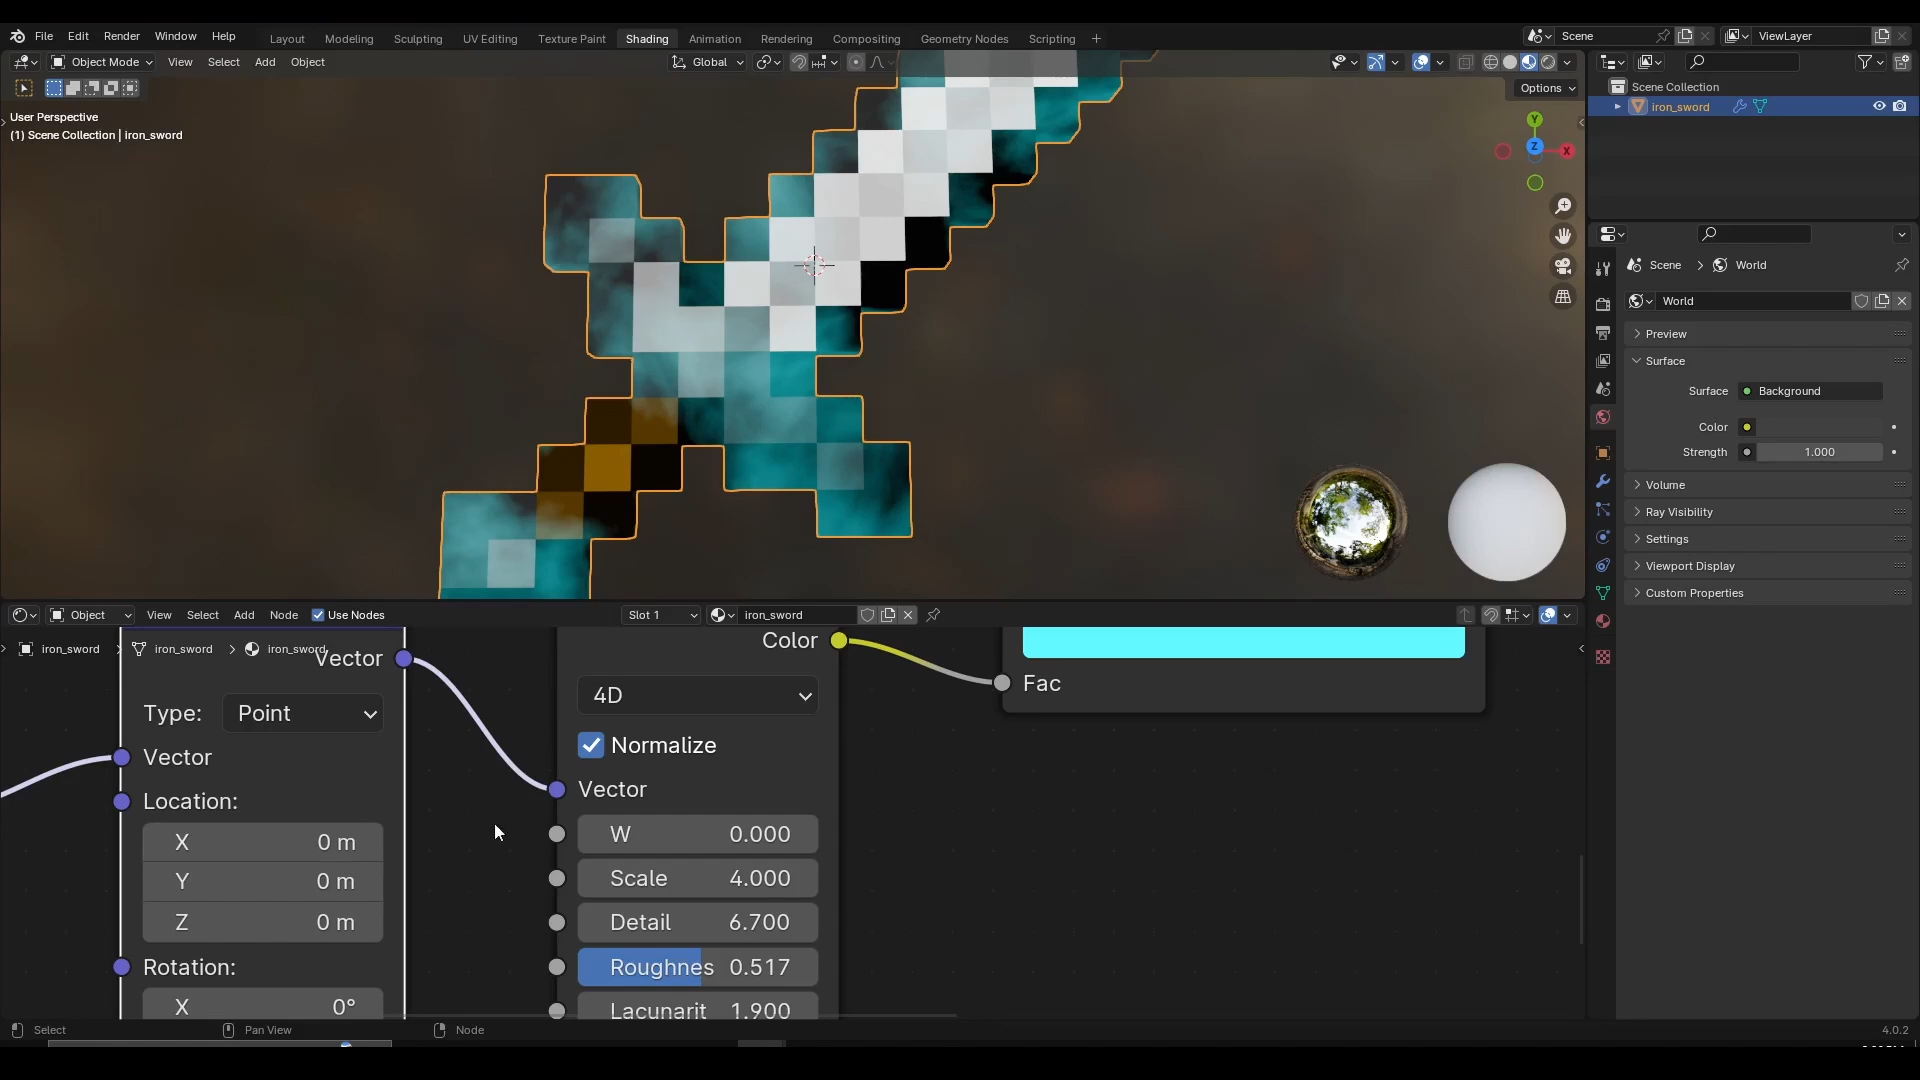 File Edit Render Window Help
Layout Modeling Sculpting UV Editing Texture Paint Shading Animation Rendering Compositing Geometry Nodes Scripting +
Scene
ViewLayer
Object Mode View Select Add Object
Global
Options
User Perspective
(1) Scene Collection | iron_sword
Y
Z
X
Scene Collection
iron_sword
Scene > World
World
Preview
Surface
Surface Background
Color
Strength 1.000
Volume
Ray Visibility
Settings
Viewport Display
Custom Properties
Object View Select Add Node Use Nodes
Slot 1
iron_sword
iron_sword > iron_sword > iron_sword
Vector
Type: Point
Vector
Location:
X 0 m
Y 0 m
Z 0 m
Rotation:
X 0°
Color
4D
Normalize
Vector
W 0.000
Scale 4.000
Detail 6.700
Roughnes 0.517
Lacunarit 1.900
Fac
Select
Pan View
Node
4.0.2